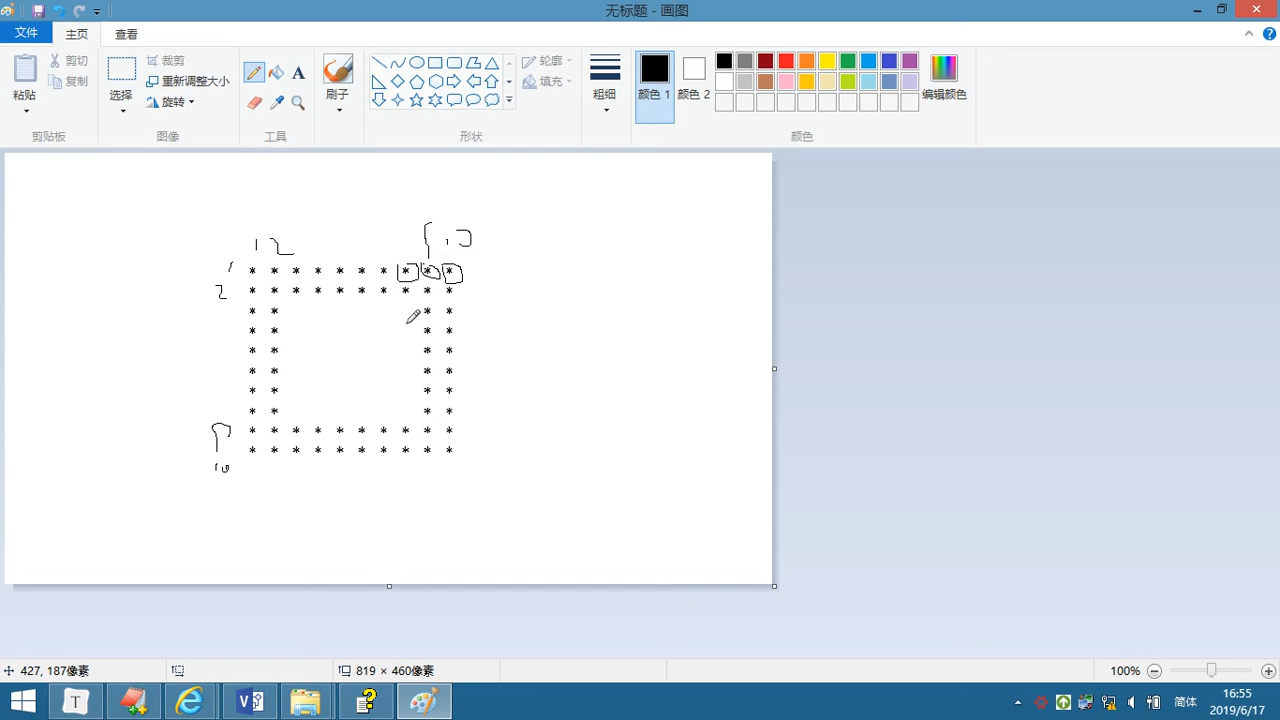 无标题 - 画图
文件 主页 查看
粘贴 剪切 复制
选择 裁剪 重新调整大小 旋转
A
刷子
轮廓 填充
粗细
颜色 1 颜色 2 编辑颜色
剪贴板 图像 工具 形状 颜色
1 2
1 * * * * * * * * * *
2 * * * * * * * * * *
* * * *
* * * *
* * * *
* * * *
* * * *
* * * *
* * * * * * * * * *
* * * * * * * * * *
427, 187像素 819 × 460像素 100%
T
简体
16:55
2019/6/17